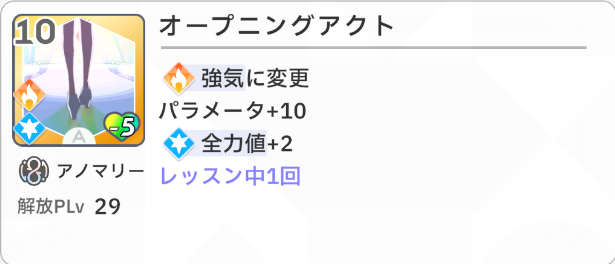 10
オープニングアクト
強気に変更
パラメータ+10
全力値+2
レッスン中1回
-5
A
アノマリー
解放PLv 29